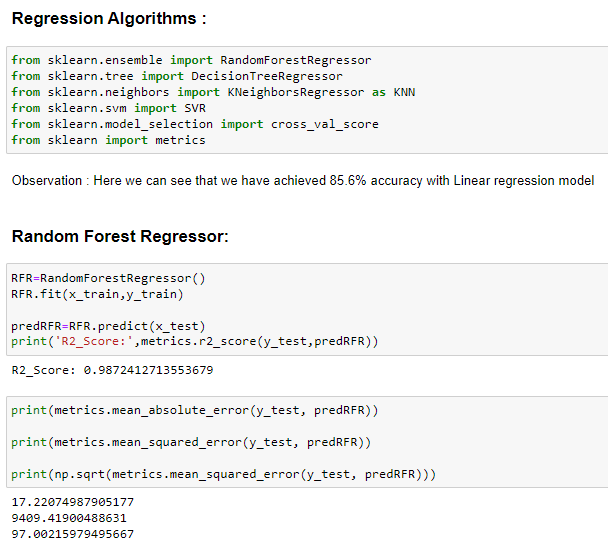 Regression Algorithms :
from sklearn.ensemble import RandomForestRegressor
from sklearn.tree import DecisionTreeRegressor
from sklearn.neighbors import KNeighborsRegressor as KNN
from sklearn.svm import SVR
from sklearn.model_selection import cross_val_score
from sklearn import metrics
Observation : Here we can see that we have achieved 85.6% accuracy with Linear regression model
Random Forest Regressor:
RFR=RandomForestRegressor()
RFR.fit(x_train,y_train)
predRFR=RFR.predict(x_test)
print('R2_Score:',metrics.r2_score(y_test,predRFR))
R2_Score: 0.9872412713553679
print(metrics.mean_absolute_error(y_test, predRFR))
print(metrics.mean_squared_error(y_test, predRFR))
print(np.sqrt(metrics.mean_squared_error(y_test, predRFR)))
17.22074987905177
9409.41900488631
97.00215979495667